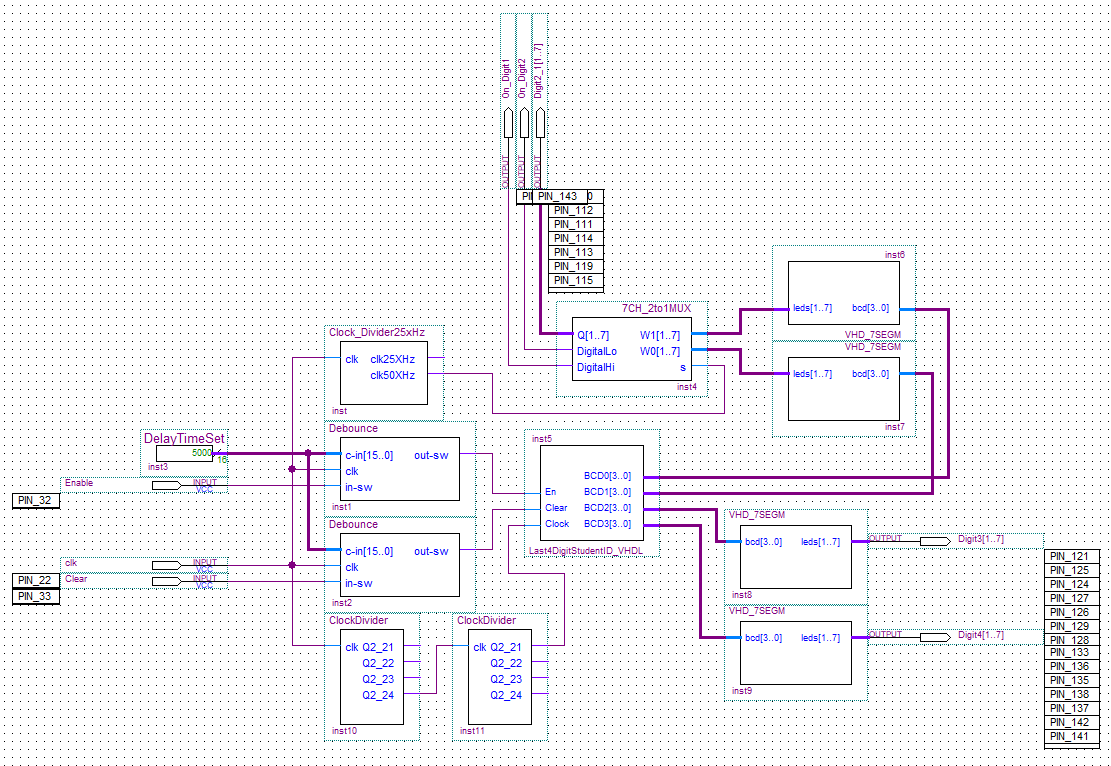 On_Digit1
On_Digit2
Digit2_1[1..7]
OUTPUT
OUTPUT
OUTPUT
PIN_143
0
PIN_112
PIN_111
PIN_114
PIN_113
PIN_119
PIN_115
inst6
leds[1..7] bcd[3..0]
VHD_7SEGM
VHD_7SEGM
leds[1..7] bcd[3..0]
inst7
7CH_2to1MUX
Q[1..7] W1[1..7]
DigitalLo W0[1..7]
DigitalHi s
inst4
Clock_Divider25xHz
clk clk25XHz
clk50XHz
inst
DelayTimeSet
5000
16
inst3
Debounce
c-in[15..0] out-sw
clk
in-sw
inst1
Enable
INPUT
VCC
PIN_32
Debounce
c-in[15..0] out-sw
clk
in-sw
inst2
clk
INPUT
VCC
Clear
INPUT
VCC
PIN_22
PIN_33
inst5
BCD0[3..0]
En BCD1[3..0]
Clear BCD2[3..0]
Clock BCD3[3..0]
Last4DigitStudentID_VHDL
VHD_7SEGM
bcd[3..0] leds[1..7]
inst8
OUTPUT
Digit3[1..7]
VHD_7SEGM
bcd[3..0] leds[1..7]
inst9
OUTPUT
Digit4[1..7]
PIN_121
PIN_125
PIN_124
PIN_127
PIN_126
PIN_129
PIN_128
PIN_133
PIN_136
PIN_135
PIN_138
PIN_137
PIN_142
PIN_141
ClockDivider
clk Q2_21
Q2_22
Q2_23
Q2_24
inst10
ClockDivider
clk Q2_21
Q2_22
Q2_23
Q2_24
inst11